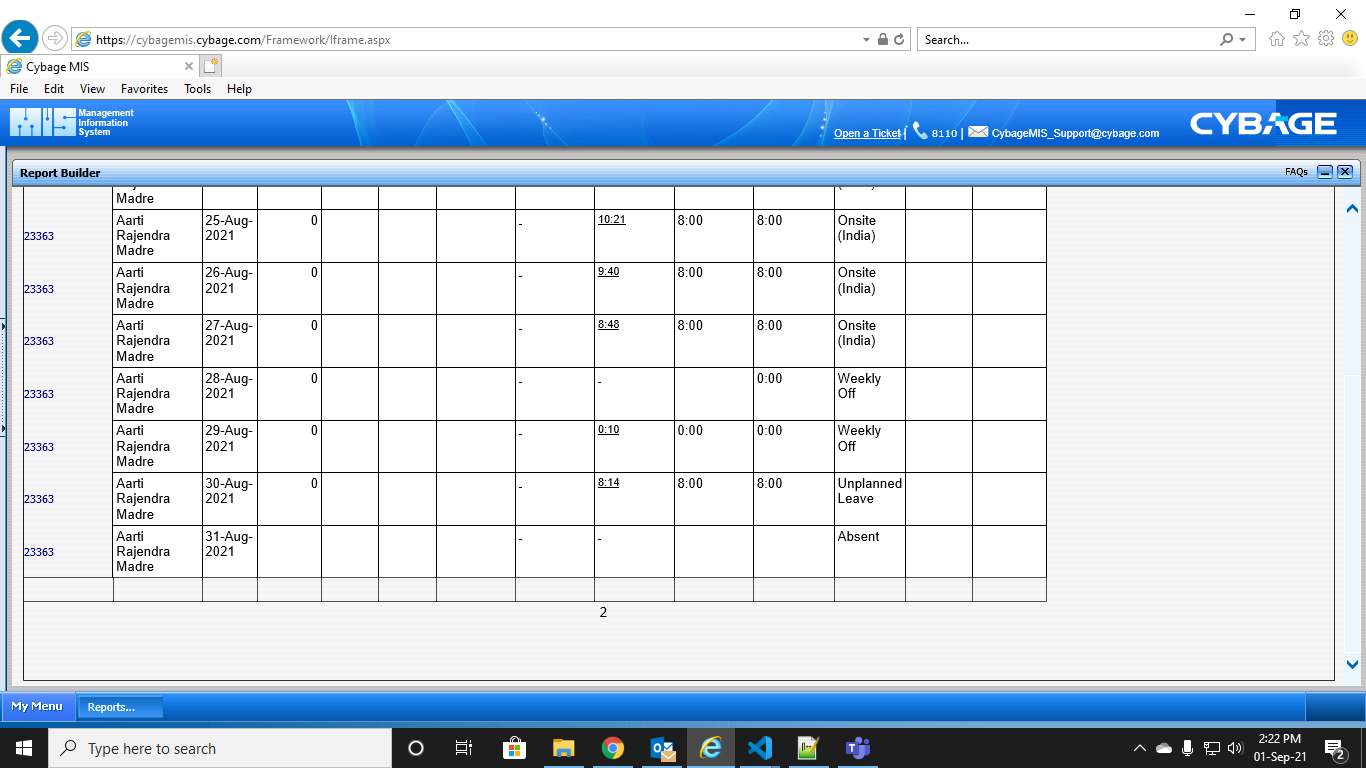 https://cybagemis.cybage.com/Framework/Iframe.aspx
Search...
Cybage MIS
File Edit View Favorites Tools Help
MIS Management
Information
System
Open a Ticket | 8110 | CybageMIS_Support@cybage.com
CYBAGE
Report Builder FAQs
Madre
23363 Aarti 25-Aug- 0 - 10:21 8:00 8:00 Onsite
Rajendra 2021 (India)
Madre
23363 Aarti 26-Aug- 0 - 9:40 8:00 8:00 Onsite
Rajendra 2021 (India)
Madre
23363 Aarti 27-Aug- 0 - 8:48 8:00 8:00 Onsite
Rajendra 2021 (India)
Madre
23363 Aarti 28-Aug- 0 - - 0:00 Weekly
Rajendra 2021 Off
Madre
23363 Aarti 29-Aug- 0 - 0:10 0:00 0:00 Weekly
Rajendra 2021 Off
Madre
23363 Aarti 30-Aug- 0 - 8:14 8:00 8:00 Unplanned
Rajendra 2021 Leave
Madre
23363 Aarti 31-Aug- - - Absent
Rajendra 2021
Madre
2
My Menu Reports...
Type here to search
2:22 PM
01-Sep-21
2